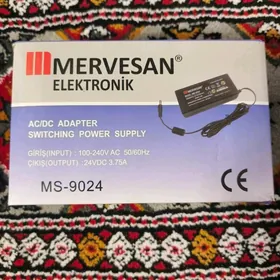 MERVESAN®
ELEKTRONİK
AC/DC ADAPTER
SWITCHING POWER SUPPLY
GİRİŞ(INPUT) : 100-240V AC 50/60Hz
ÇIKIŞ(OUTPUT) : 24VDC 3.75A
MS-9024
CE